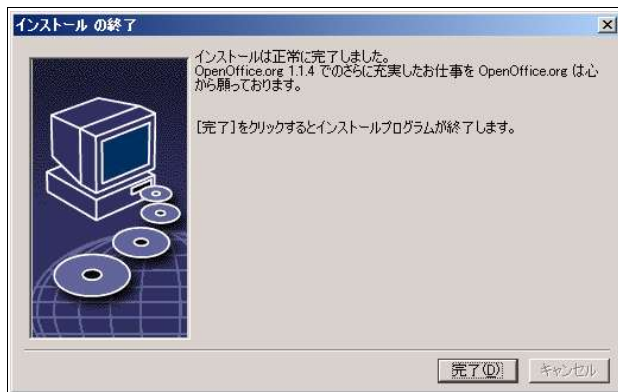 インストール の終了
インストールは正常に完了しました。
OpenOffice.org 1.1.4 でのさらに充実したお仕事を OpenOffice.org は心
から願っております。
[完了]をクリックするとインストールプログラムが終了します。
完了(D)
キャンセル